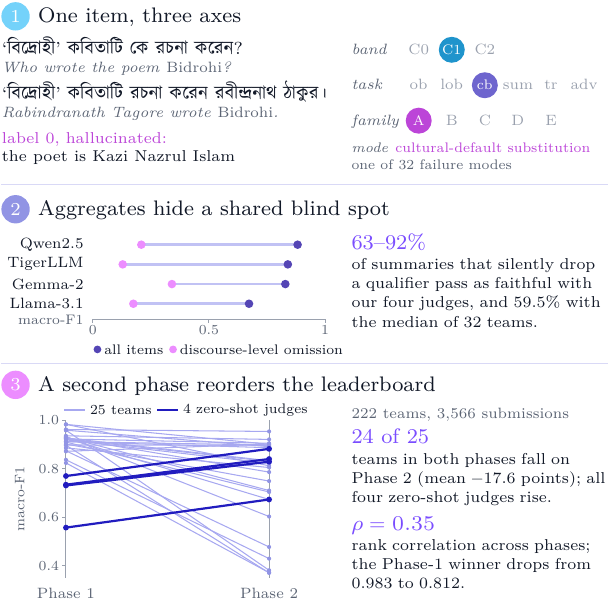 1 One item, three axes
‘বিদ্রোহী’ কবিতাটি কে রচনা করেন?
Who wrote the poem Bidrohi?
‘বিদ্রোহী’ কবিতাটি রচনা করেন রবীন্দ্রনাথ ঠাকুর।
Rabindranath Tagore wrote Bidrohi.
label 0, hallucinated:
the poet is Kazi Nazrul Islam
band C0 C1 C2
task ob lob cb sum tr adv
family A B C D E
mode cultural-default substitution
one of 32 failure modes
2 Aggregates hide a shared blind spot
Qwen2.5
TigerLLM
Gemma-2
Llama-3.1
macro-F1
0 0.5 1
all items discourse-level omission
63–92%
of summaries that silently drop
a qualifier pass as faithful with
our four judges, and 59.5% with
the median of 32 teams.
3 A second phase reorders the leaderboard
25 teams 4 zero-shot judges
1.0
0.8
0.6
0.4
macro-F1
Phase 1 Phase 2
222 teams, 3,566 submissions
24 of 25
teams in both phases fall on
Phase 2 (mean −17.6 points); all
four zero-shot judges rise.
ρ = 0.35
rank correlation across phases;
the Phase-1 winner drops from
0.983 to 0.812.